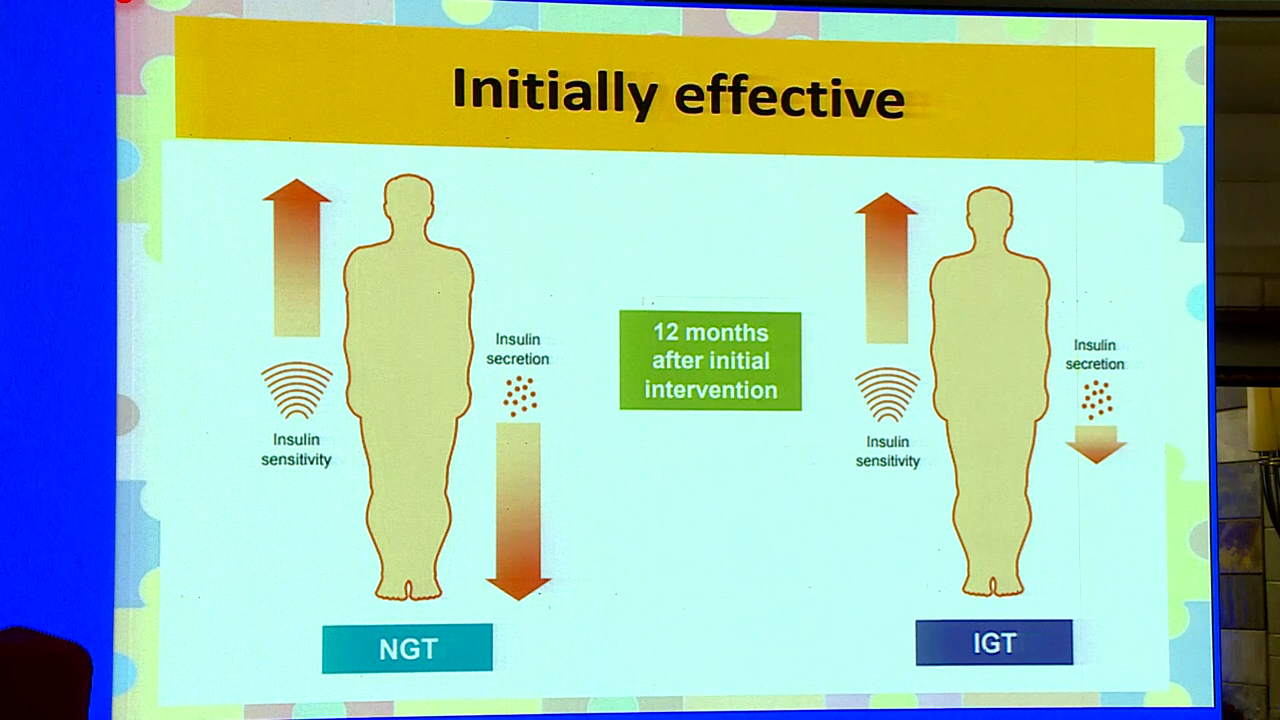 Initially effective
Insulin
secretion
Insulin
sensitivity
NGT
12 months
after initial
intervention
Insulin
secretion
Insulin
sensitivity
IGT